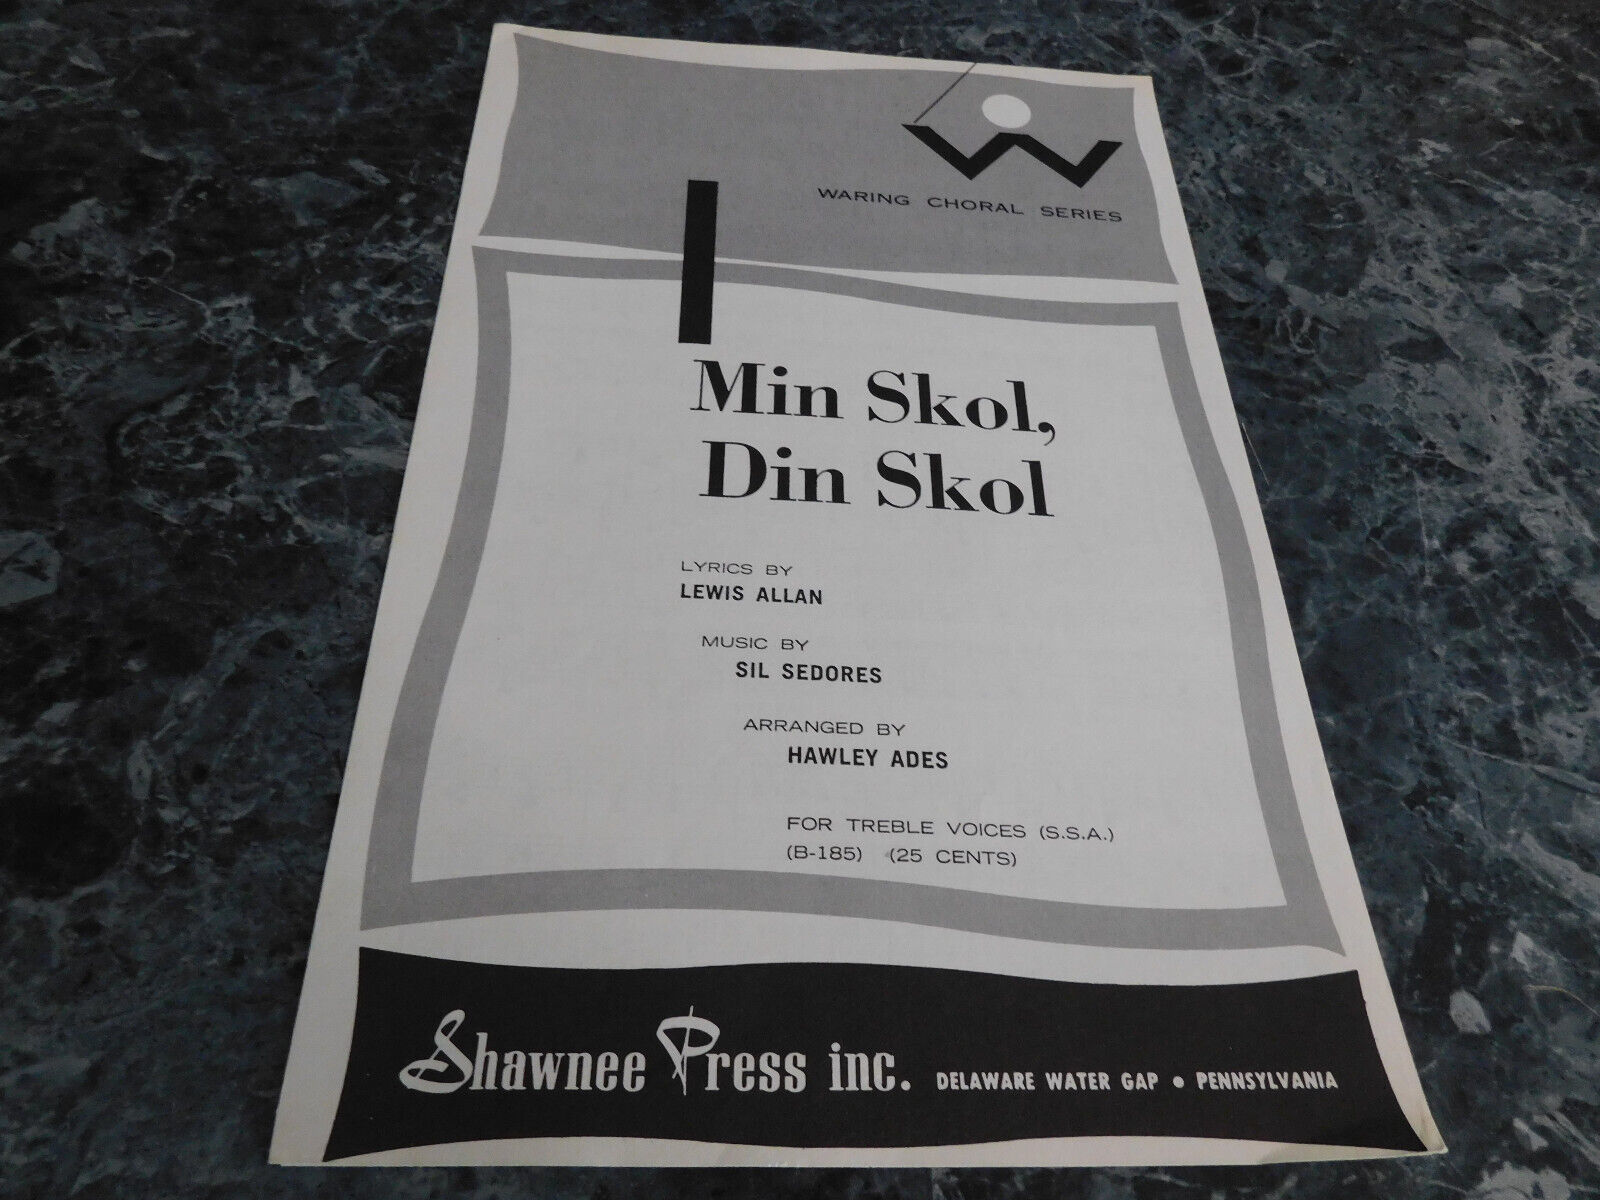 WARING CHORAL SERIES
Min Skol,
Din Skol
LYRICS BY
LEWIS ALLAN
MUSIC BY
SIL SEDORES
ARRANGED BY
HAWLEY ADES
FOR TREBLE VOICES (S.S.A.)
(B-185) (25 CENTS)
Shawnee Press inc. DELAWARE WATER GAP • PENNSYLVANIA